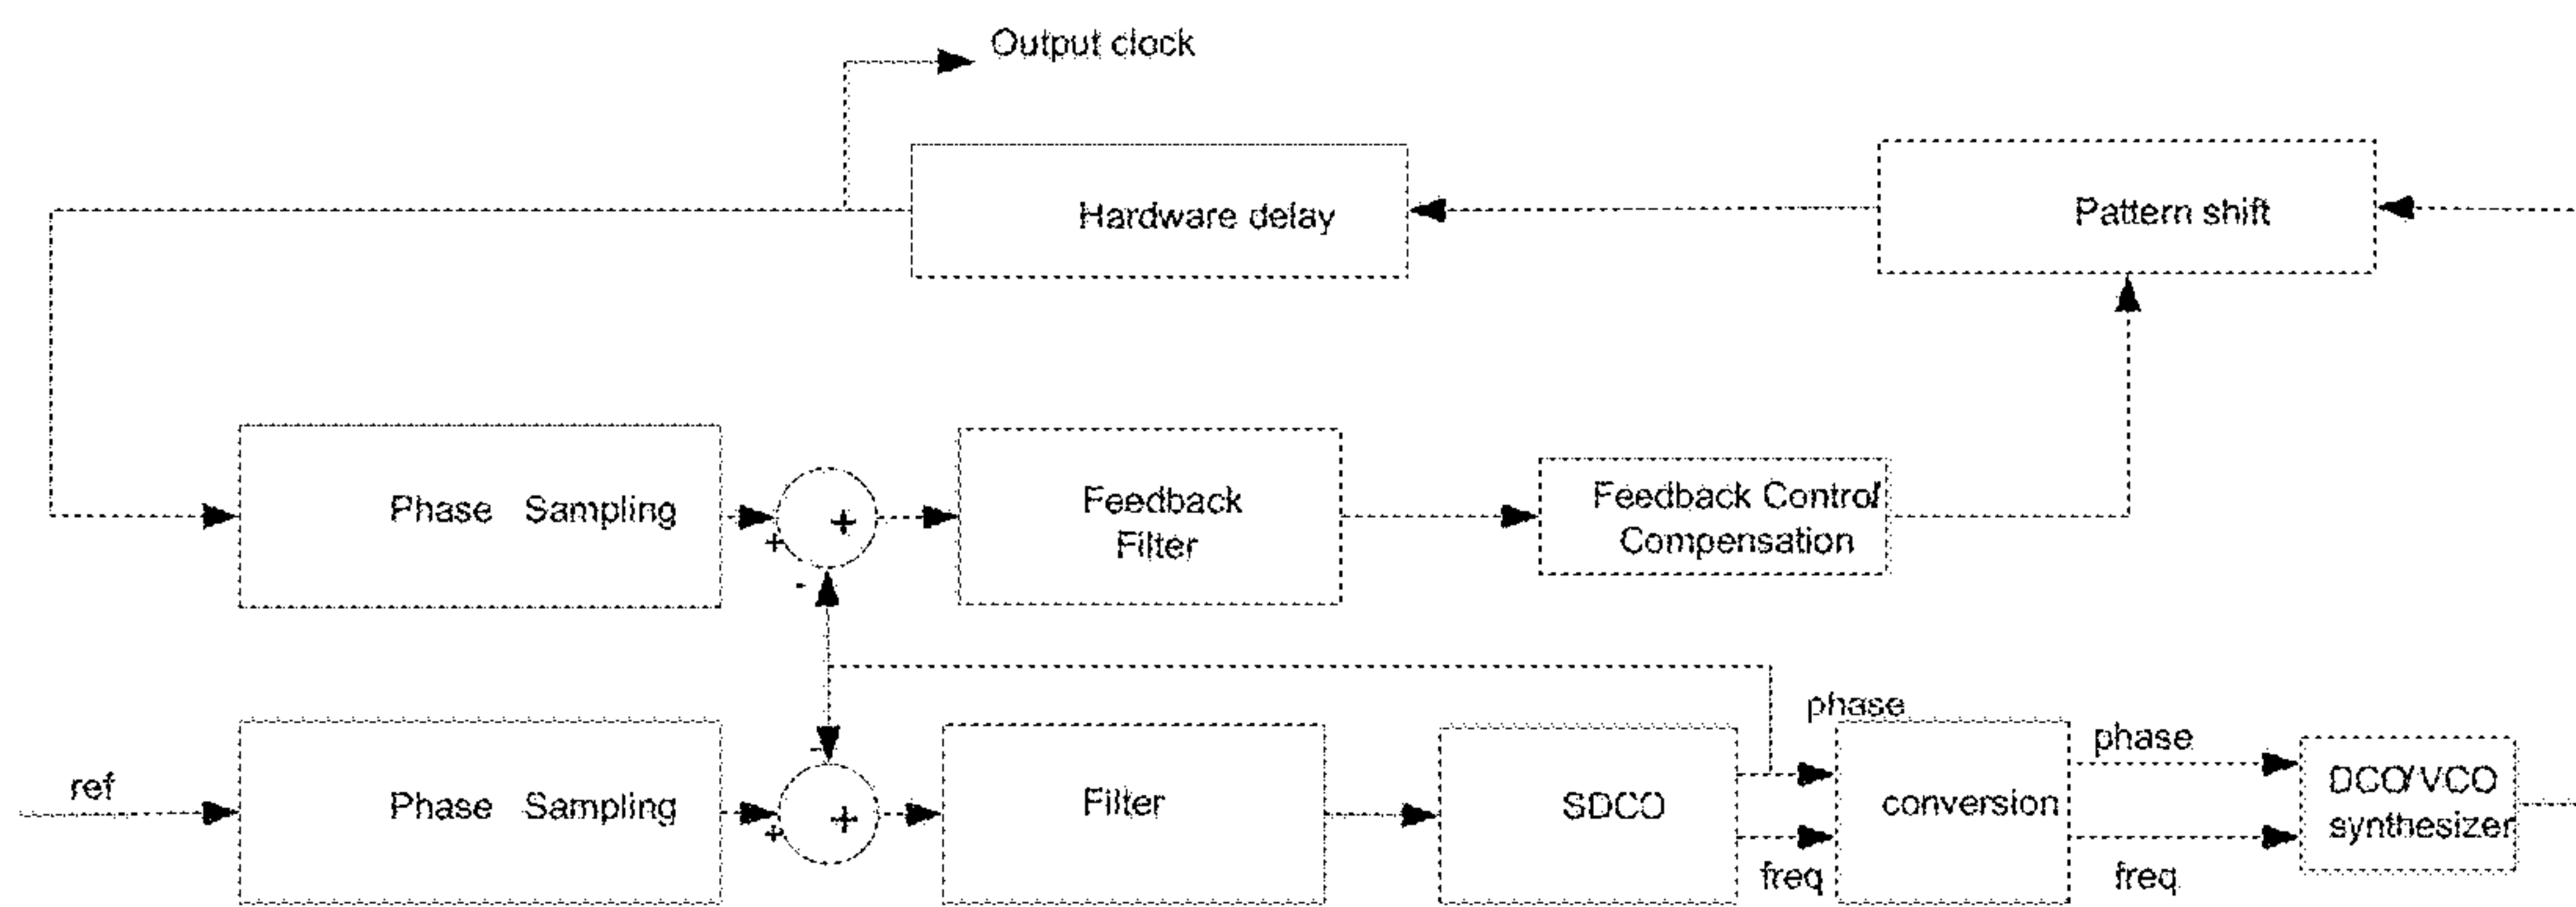 Output clock
Hardware delay
Pattern shift
Phase Sampling
+
+
-
Feedback
Filter
Feedback Control
Compensation
ref
Phase Sampling
-
+
+
Filter
SDCO
phase
freq
conversion
phase
freq
DCO/VCO
synthesizer